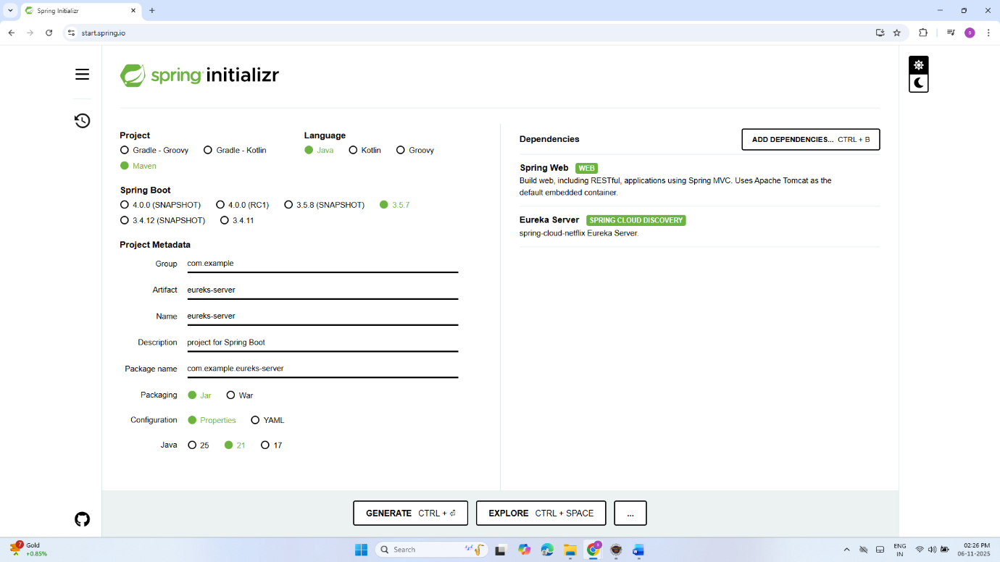 Spring Initializr
start.spring.io
S
spring initializr
Project
Gradle - Groovy Gradle - Kotlin
Maven
Language
Java Kotlin Groovy
Spring Boot
4.0.0 (SNAPSHOT) 4.0.0 (RC1) 3.5.8 (SNAPSHOT) 3.5.7
3.4.12 (SNAPSHOT) 3.4.11
Project Metadata
Group com.example
Artifact eureks-server
Name eureks-server
Description project for Spring Boot
Package name com.example.eureks-server
Packaging Jar War
Configuration Properties YAML
Java 25 21 17
Dependencies
ADD DEPENDENCIES... CTRL + B
Spring Web WEB
Build web, including RESTful, applications using Spring MVC. Uses Apache Tomcat as the
default embedded container.
Eureka Server SPRING CLOUD DISCOVERY
spring-cloud-netflix Eureka Server.
GENERATE CTRL + ⏎
EXPLORE CTRL + SPACE
...
7
Gold
+0.85%
Search
S
ENG
IN
02:26 PM
06-11-2025